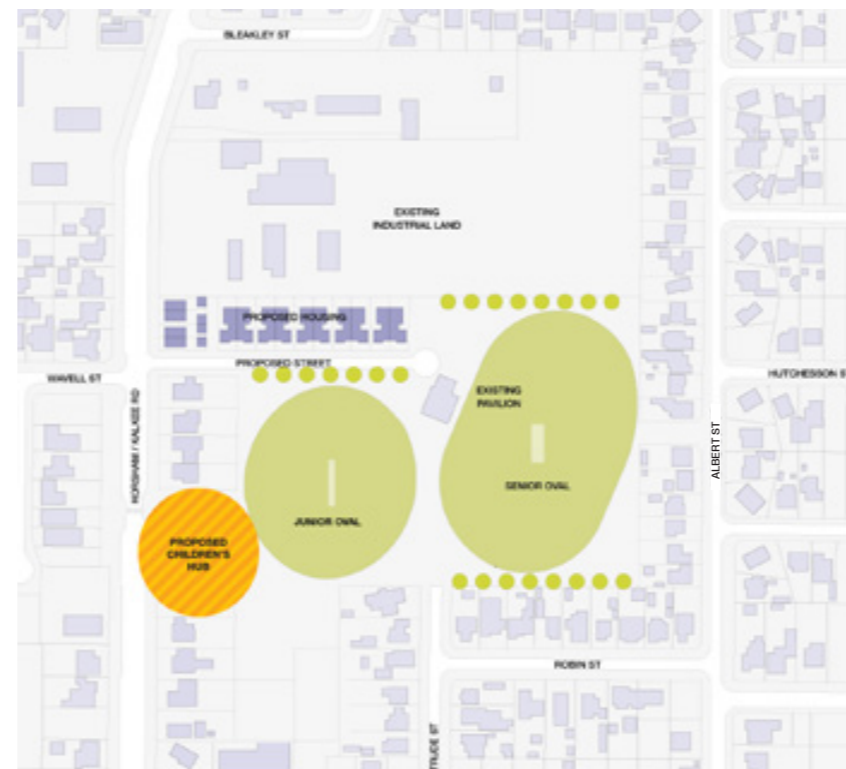 BLEAKLEY ST
EXISTING
INDUSTRIAL LAND
PROPOSED HOUSING
PROPOSED STREET
WAVELL ST
HUTCHESSON S
HORSHAM / KALKEE RD
EXISTING
PAVILION
ALBERT ST
SENIOR OVAL
JUNIOR OVAL
PROPOSED
CHILDREN'S
HUB
ROBIN ST
TRUDE ST